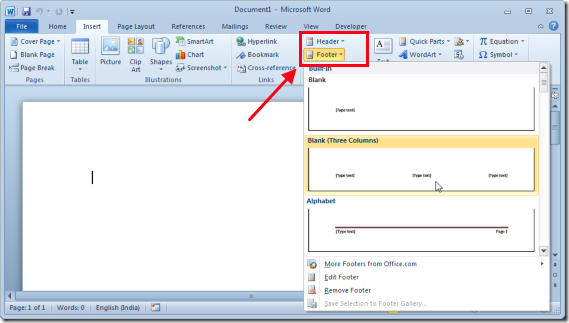 Document1 - Microsoft Word
File Home Insert Page Layout References Mailings Review View Developer
Cover Page Blank Page Page Break
Pages
Table
Tables
Picture Clip Art Shapes SmartArt Chart Screenshot
Illustrations
Hyperlink Bookmark Cross-reference
Links
Header
Footer
Quick Parts WordArt
Equation
Symbol
Built-In
Blank
[Type text]
Blank (Three Columns)
[Type text] [Type text] [Type text]
Alphabet
[Type text] Page 1
More Footers from Office.com
Edit Footer
Remove Footer
Save Selection to Footer Gallery...
Page: 1 of 1 Words: 0 English (India)